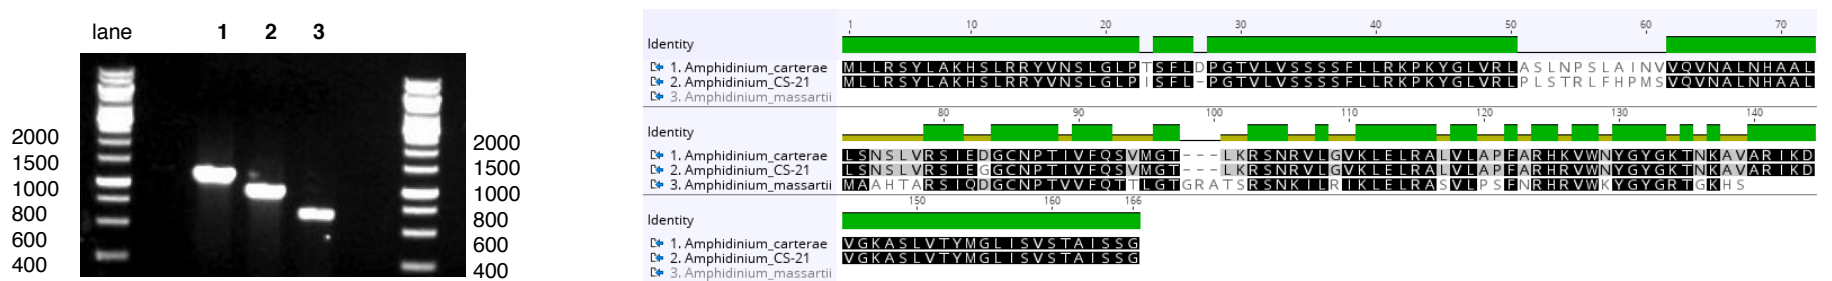 lane 1 2 3
2000
1500
1000
800
600
400
2000
1500
1000
800
600
400
1 10 20 30 40 50 60 70
Identity
1. Amphidinium_carterae MLLRSYLAKHSLRRYVNSLGLPTSFLDPGTVLVSSSSFLLRKPKYGLVRLASLNPSLAINVVQVNALNHAAL
2. Amphidinium_CS-21 MLLRSYLAKHSLRRYVNSLGLPISFL-PGTVLVSSSSFLLRKPKYGLVRLPLSTRLFHPMSVQVNALNHAAL
3. Amphidinium_massartii
80 90 100 110 120 130 140
Identity
1. Amphidinium_carterae LSNSLVRSIEDGCNPTIVFQSVMGT---LKRSNRVLGVKLELRALVLAPFARHKVWNYGYGKTNKAVARIKD
2. Amphidinium_CS-21 LSNSLVRSIEGGCNPTIVFQSVMGT---LKRSNRVLGVKLELRALVLAPFARHKVWNYGYGKTNKAVARIKD
3. Amphidinium_massartii MAAHTARSIQDGCNPTVVFQTTLGTGRATSRSNKILRIKLELRASVLPSFNRHRVWKYGYGRTGKHS
150 160 166
Identity
1. Amphidinium_carterae VGKASLVTYMGLISVSTAISSG
2. Amphidinium_CS-21 VGKASLVTYMGLISVSTAISSG
3. Amphidinium_massartii